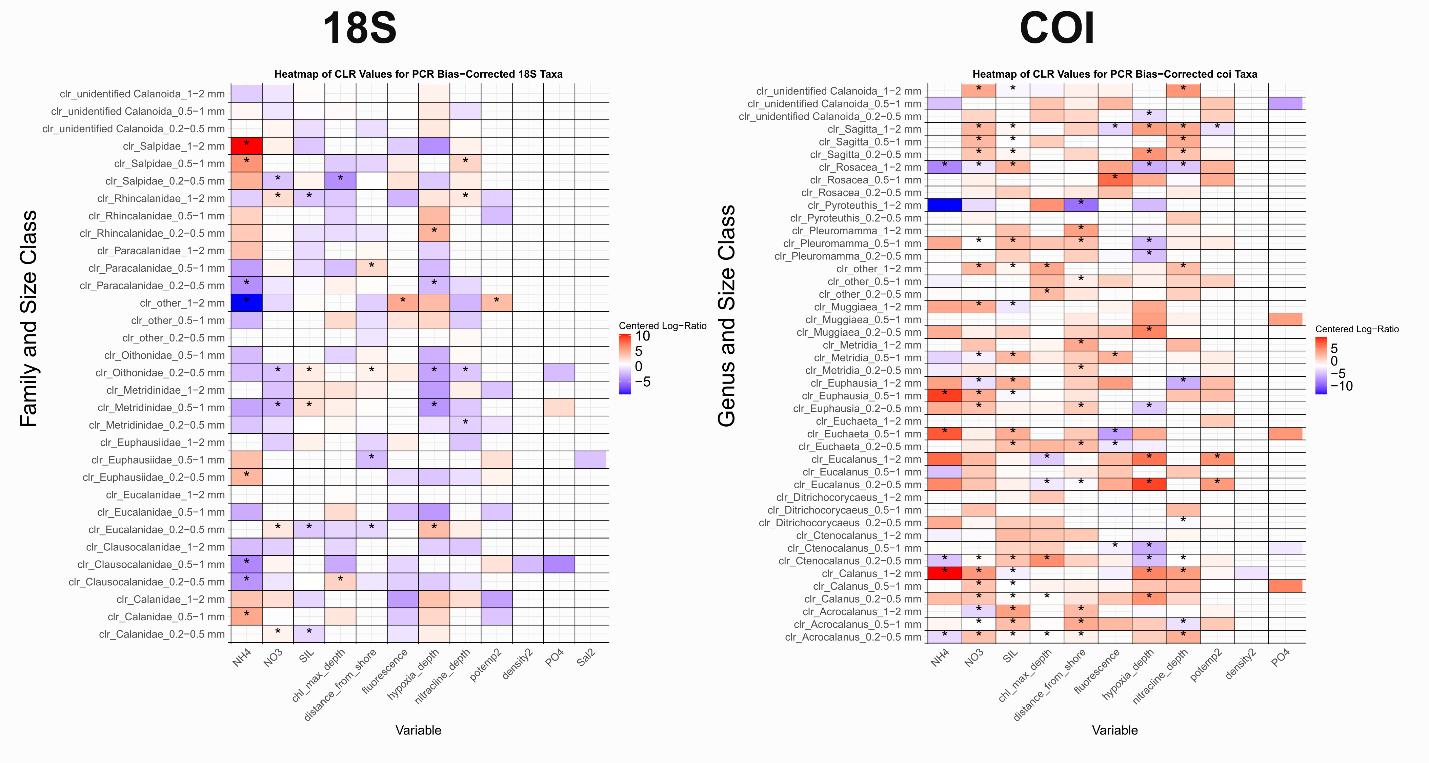 18S
COI
Heatmap of CLR Values for PCR Bias−Corrected 18S Taxa
Family and Size Class
clr_unidentified Calanoida_1−2 mm
clr_unidentified Calanoida_0.5−1 mm
clr_unidentified Calanoida_0.2−0.5 mm
clr_Salpidae_1−2 mm
clr_Salpidae_0.5−1 mm
clr_Salpidae_0.2−0.5 mm
clr_Rhincalanidae_1−2 mm
clr_Rhincalanidae_0.5−1 mm
clr_Rhincalanidae_0.2−0.5 mm
clr_Paracalanidae_1−2 mm
clr_Paracalanidae_0.5−1 mm
clr_Paracalanidae_0.2−0.5 mm
clr_other_1−2 mm
clr_other_0.5−1 mm
clr_other_0.2−0.5 mm
clr_Oithonidae_0.5−1 mm
clr_Oithonidae_0.2−0.5 mm
clr_Metridinidae_1−2 mm
clr_Metridinidae_0.5−1 mm
clr_Metridinidae_0.2−0.5 mm
clr_Euphausiidae_1−2 mm
clr_Euphausiidae_0.5−1 mm
clr_Euphausiidae_0.2−0.5 mm
clr_Eucalanidae_1−2 mm
clr_Eucalanidae_0.5−1 mm
clr_Eucalanidae_0.2−0.5 mm
clr_Clausocalanidae_1−2 mm
clr_Clausocalanidae_0.5−1 mm
clr_Clausocalanidae_0.2−0.5 mm
clr_Calanidae_1−2 mm
clr_Calanidae_0.5−1 mm
clr_Calanidae_0.2−0.5 mm
NH4
NO3
SIL
chl_max_depth
distance_from_shore
fluorescence
hypoxia_depth
nitracline_depth
potemp2
density2
PO4
Sal2
Variable
Centered Log−Ratio
10
5
0
−5
Heatmap of CLR Values for PCR Bias−Corrected coi Taxa
Genus and Size Class
clr_unidentified Calanoida_1−2 mm
clr_unidentified Calanoida_0.5−1 mm
clr_unidentified Calanoida_0.2−0.5 mm
clr_Sagitta_1−2 mm
clr_Sagitta_0.5−1 mm
clr_Sagitta_0.2−0.5 mm
clr_Rosacea_1−2 mm
clr_Rosacea_0.5−1 mm
clr_Rosacea_0.2−0.5 mm
clr_Pyroteuthis_1−2 mm
clr_Pyroteuthis_0.2−0.5 mm
clr_Pleuromamma_1−2 mm
clr_Pleuromamma_0.5−1 mm
clr_Pleuromamma_0.2−0.5 mm
clr_other_1−2 mm
clr_other_0.5−1 mm
clr_other_0.2−0.5 mm
clr_Muggiaea_1−2 mm
clr_Muggiaea_0.5−1 mm
clr_Muggiaea_0.2−0.5 mm
clr_Metridia_1−2 mm
clr_Metridia_0.5−1 mm
clr_Metridia_0.2−0.5 mm
clr_Euphausia_1−2 mm
clr_Euphausia_0.5−1 mm
clr_Euphausia_0.2−0.5 mm
clr_Euchaeta_1−2 mm
clr_Euchaeta_0.5−1 mm
clr_Euchaeta_0.2−0.5 mm
clr_Eucalanus_1−2 mm
clr_Eucalanus_0.5−1 mm
clr_Eucalanus_0.2−0.5 mm
clr_Ditrichocorycaeus_1−2 mm
clr_Ditrichocorycaeus_0.5−1 mm
clr_Ditrichocorycaeus_0.2−0.5 mm
clr_Ctenocalanus_1−2 mm
clr_Ctenocalanus_0.5−1 mm
clr_Ctenocalanus_0.2−0.5 mm
clr_Calanus_1−2 mm
clr_Calanus_0.5−1 mm
clr_Calanus_0.2−0.5 mm
clr_Acrocalanus_1−2 mm
clr_Acrocalanus_0.5−1 mm
clr_Acrocalanus_0.2−0.5 mm
NH4
NO3
SIL
chl_max_depth
distance_from_shore
fluorescence
hypoxia_depth
nitracline_depth
potemp2
density2
PO4
Variable
Centered Log−Ratio
5
0
−5
−10